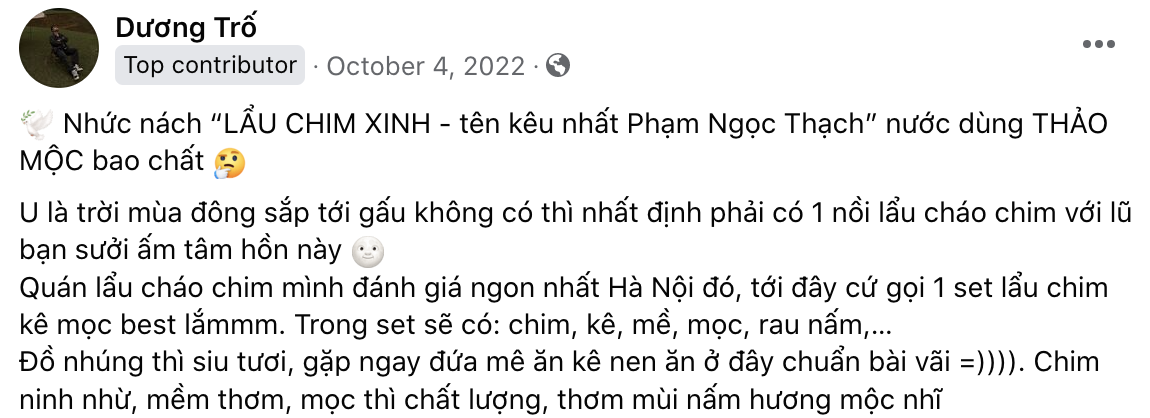 Dương Trố
Top contributor · October 4, 2022 ·
🕊️ Nhức nách “LẨU CHIM XINH - tên kêu nhất Phạm Ngọc Thạch” nước dùng THẢO
MỘC bao chất 🤔
U là trời mùa đông sắp tới gấu không có thì nhất định phải có 1 nồi lẩu cháo chim với lũ
bạn sưởi ấm tâm hồn này 🌝
Quán lẩu cháo chim mình đánh giá ngon nhất Hà Nội đó, tới đây cứ gọi 1 set lẩu chim
kê mọc best lắmmm. Trong set sẽ có: chim, kê, mề, mọc, rau nấm,...
Đồ nhúng thì siu tươi, gặp ngay đứa mê ăn kê nen ăn ở đây chuẩn bài vãi =)))). Chim
ninh nhừ, mềm thơm, mọc thì chất lượng, thơm mùi nấm hương mộc nhĩ